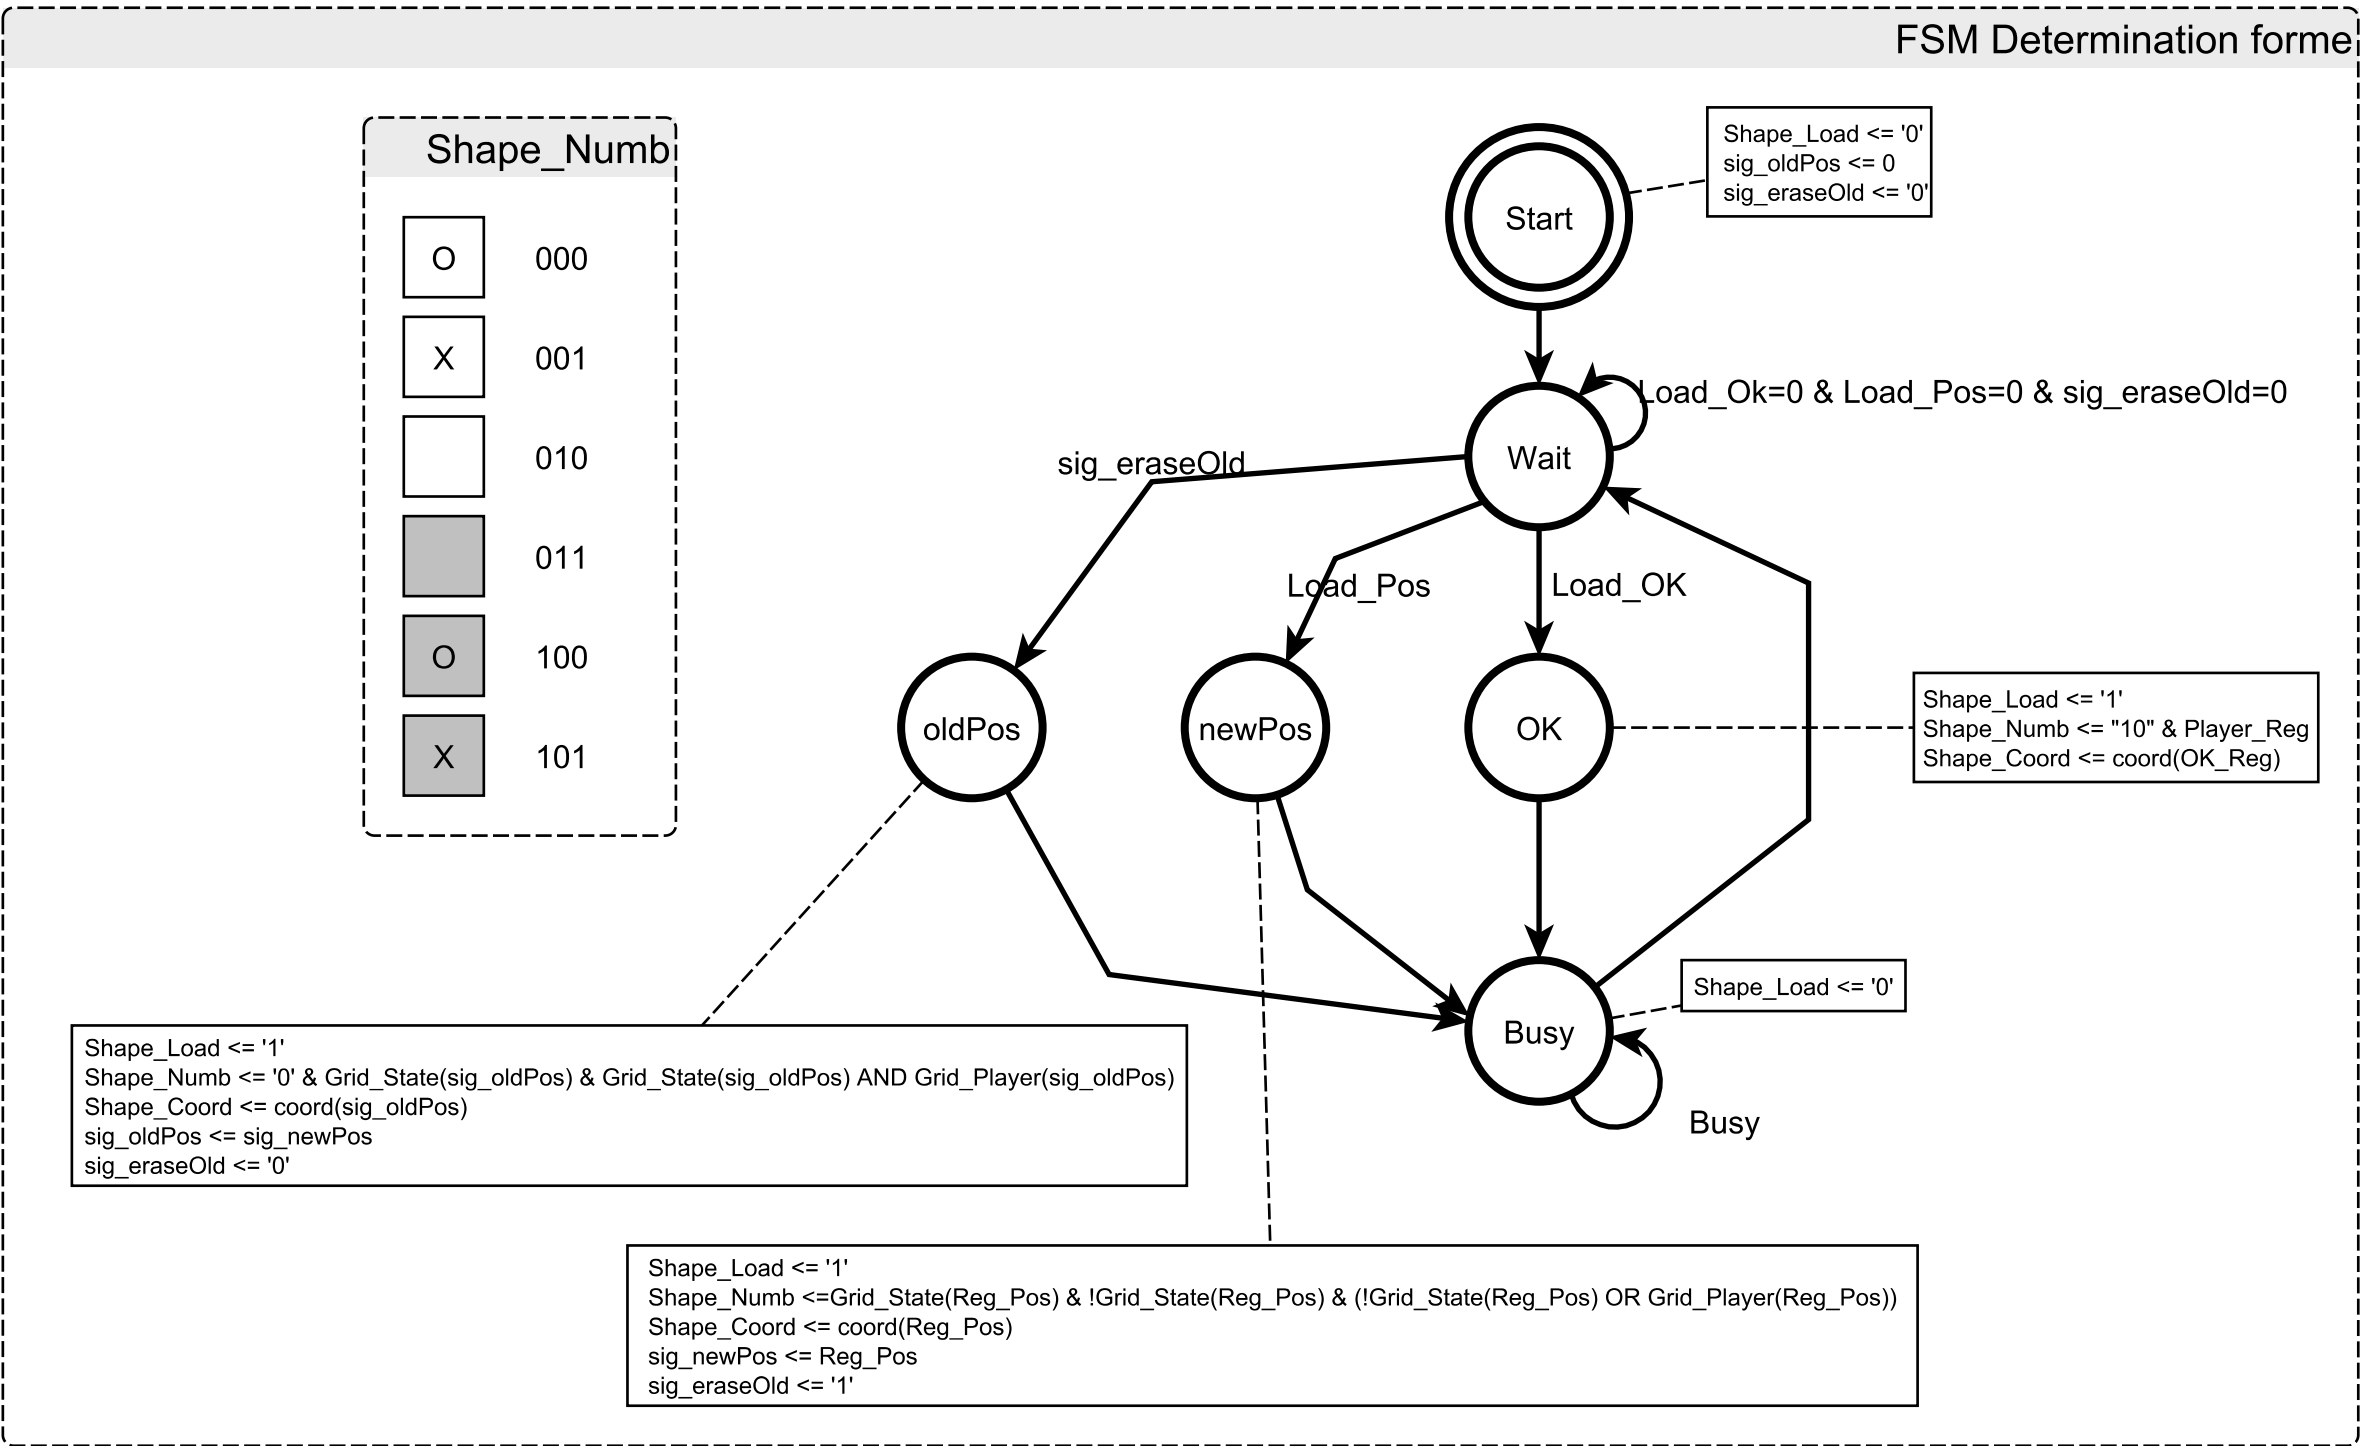 FSM Determination forme
Shape_Numb
O 000
X 001
010
011
O 100
X 101
Start
Shape_Load <= '0'
sig_oldPos <= 0
sig_eraseOld <= '0'
Load_Ok=0 & Load_Pos=0 & sig_eraseOld=0
Wait
sig_eraseOld
Load_Pos
Load_OK
oldPos
newPos
OK
Shape_Load <= '1'
Shape_Numb <= "10" & Player_Reg
Shape_Coord <= coord(OK_Reg)
Shape_Load <= '0'
Busy
Busy
Shape_Load <= '1'
Shape_Numb <= '0' & Grid_State(sig_oldPos) & Grid_State(sig_oldPos) AND Grid_Player(sig_oldPos)
Shape_Coord <= coord(sig_oldPos)
sig_oldPos <= sig_newPos
sig_eraseOld <= '0'
Shape_Load <= '1'
Shape_Numb <=Grid_State(Reg_Pos) & !Grid_State(Reg_Pos) & (!Grid_State(Reg_Pos) OR Grid_Player(Reg_Pos))
Shape_Coord <= coord(Reg_Pos)
sig_newPos <= Reg_Pos
sig_eraseOld <= '1'